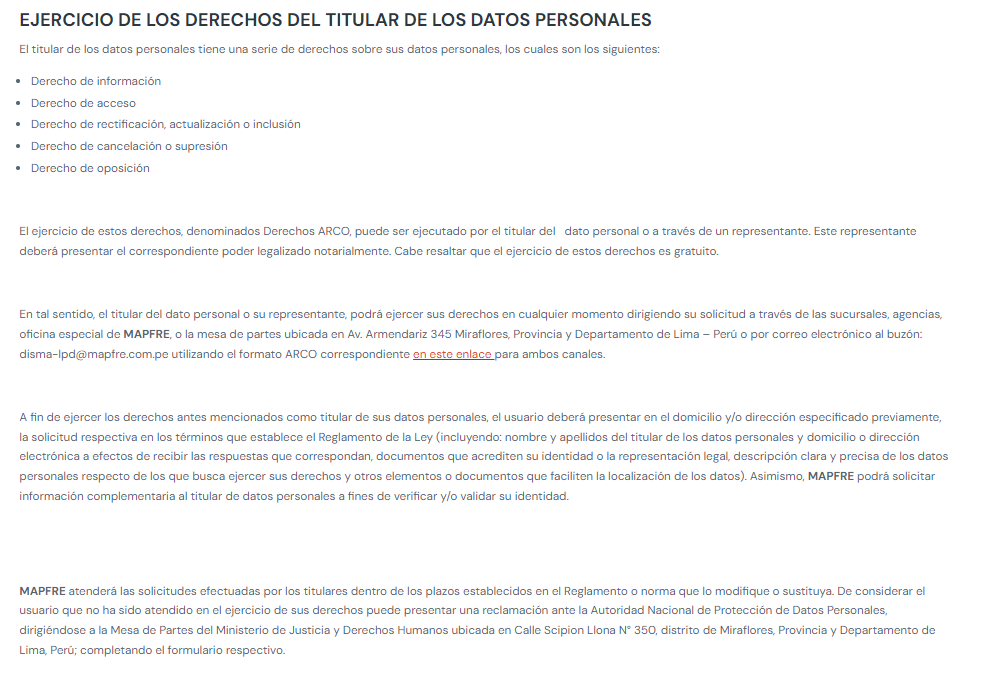 EJERCICIO DE LOS DERECHOS DEL TITULAR DE LOS DATOS PERSONALES
El titular de los datos personales tiene una serie de derechos sobre sus datos personales, los cuales son los siguientes:
• Derecho de información
• Derecho de acceso
• Derecho de rectificación, actualización o inclusión
• Derecho de cancelación o supresión
• Derecho de oposición
El ejercicio de estos derechos, denominados Derechos ARCO, puede ser ejecutado por el titular del dato personal o a través de un representante. Este representante
deberá presentar el correspondiente poder legalizado notarialmente. Cabe resaltar que el ejercicio de estos derechos es gratuito.
En tal sentido, el titular del dato personal o su representante, podrá ejercer sus derechos en cualquier momento dirigiendo su solicitud a través de las sucursales, agencias,
oficina especial de MAPFRE, o la mesa de partes ubicada en Av. Armendariz 345 Miraflores, Provincia y Departamento de Lima – Perú o por correo electrónico al buzón:
disma-lpd@mapfre.com.pe utilizando el formato ARCO correspondiente en este enlace para ambos canales.
A fin de ejercer los derechos antes mencionados como titular de sus datos personales, el usuario deberá presentar en el domicilio y/o dirección especificado previamente,
la solicitud respectiva en los términos que establece el Reglamento de la Ley (incluyendo: nombre y apellidos del titular de los datos personales y domicilio o dirección
electrónica a efectos de recibir las respuestas que correspondan, documentos que acrediten su identidad o la representación legal, descripción clara y precisa de los datos
personales respecto de los que busca ejercer sus derechos y otros elementos o documentos que faciliten la localización de los datos). Asimismo, MAPFRE podrá solicitar
información complementaria al titular de datos personales a fines de verificar y/o validar su identidad.
MAPFRE atenderá las solicitudes efectuadas por los titulares dentro de los plazos establecidos en el Reglamento o norma que lo modifique o sustituya. De considerar el
usuario que no ha sido atendido en el ejercicio de sus derechos puede presentar una reclamación ante la Autoridad Nacional de Protección de Datos Personales,
dirigiéndose a la Mesa de Partes del Ministerio de Justicia y Derechos Humanos ubicada en Calle Scipion Llona N° 350, distrito de Miraflores, Provincia y Departamento de
Lima, Perú; completando el formulario respectivo.